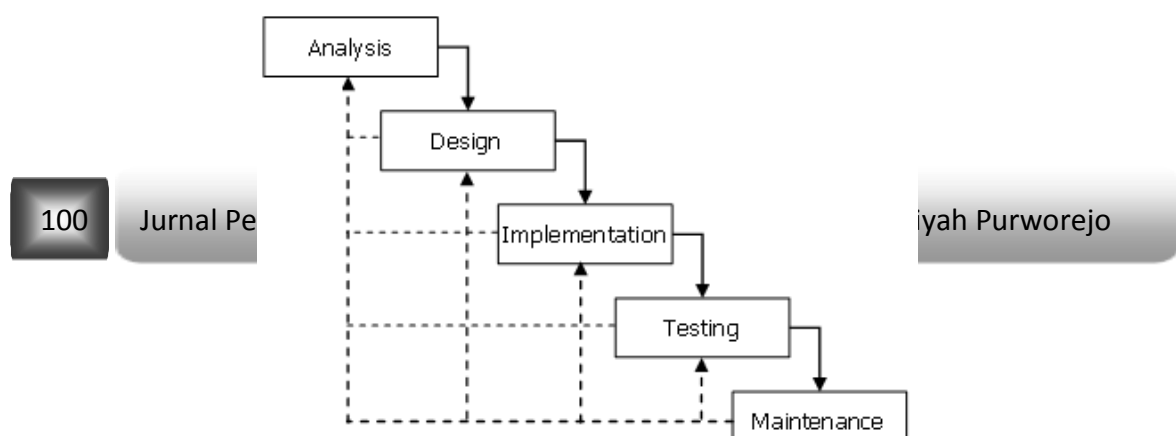 Analysis
Design
100 Jurnal Pe iyah Purworejo
Implementation
Testing
Maintenance